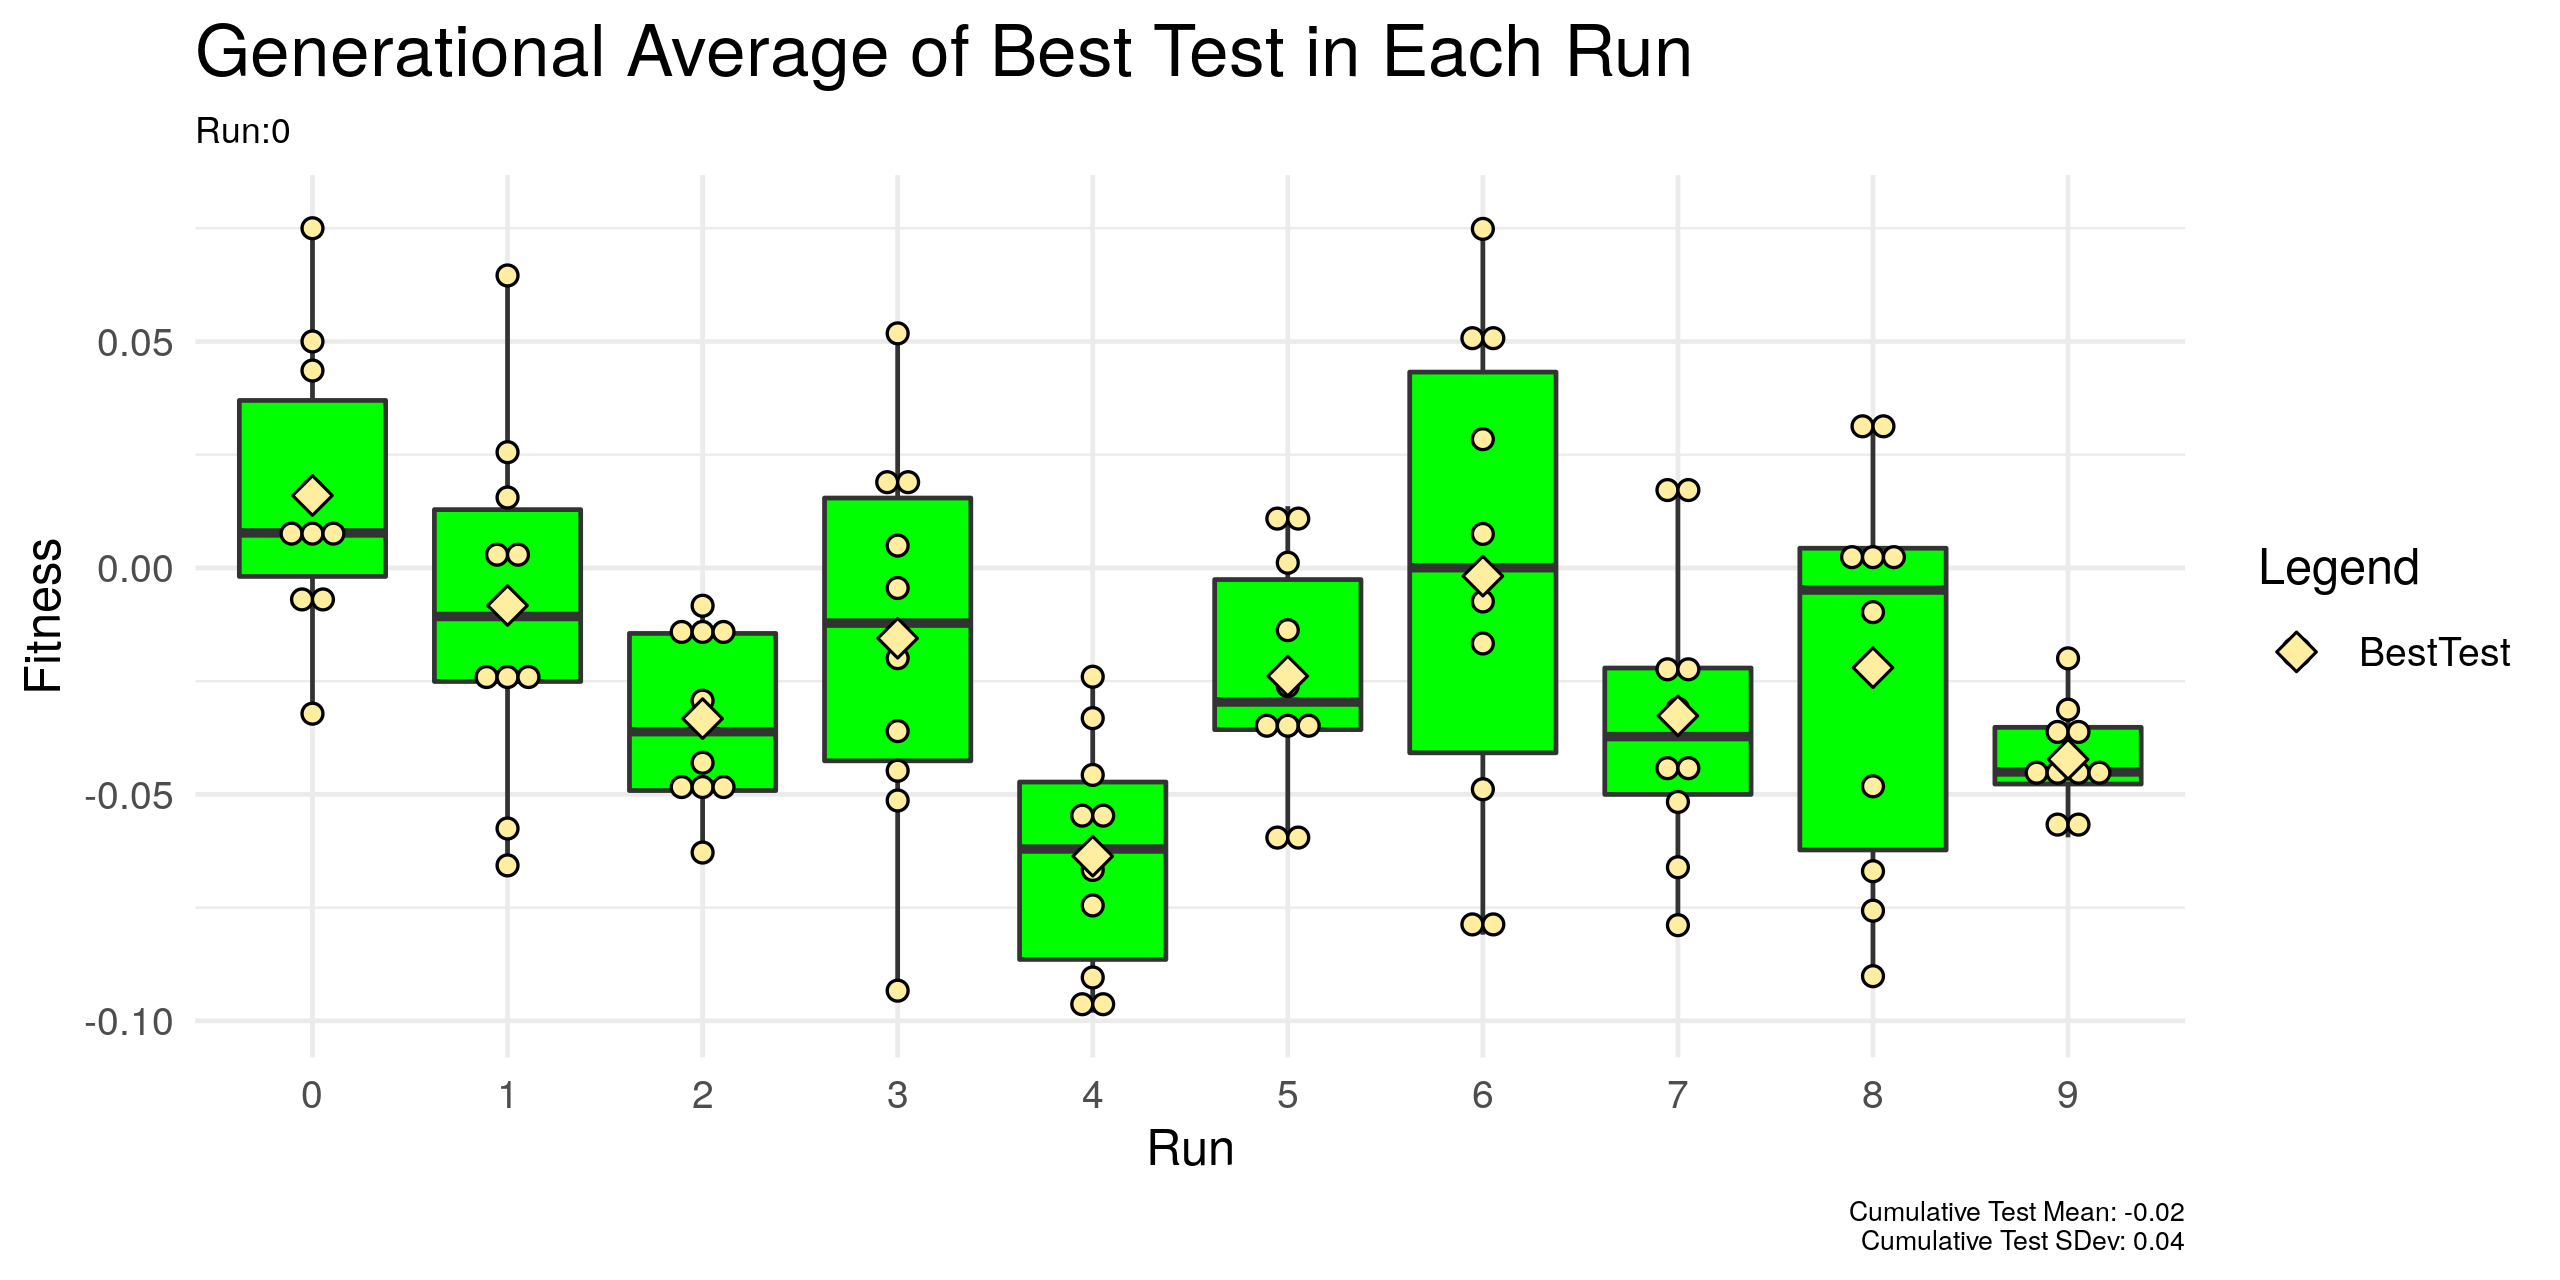 Generational Average of Best Test in Each Run
Run:0
Fitness
0.05
0.00
-0.05
-0.10
0 1 2 3 4 5 6 7 8 9
Run
Legend
BestTest
Cumulative Test Mean: -0.02
Cumulative Test SDev: 0.04